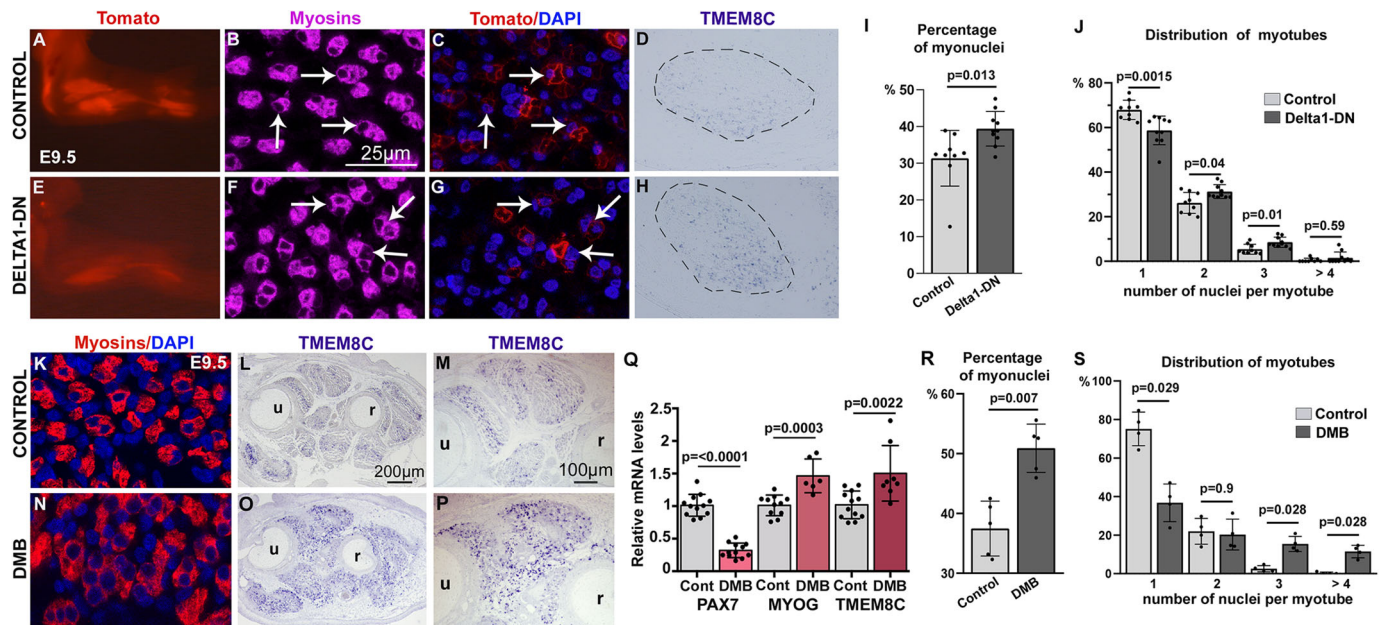 Tomato
Myosins
Tomato/DAPI
TMEM8C
CONTROL
A
E9.5
B
25µm
C
D
DELTA1-DN
E
F
G
H
I
Percentage
of myonuclei
p=0.013
%
60
50
40
30
20
10
0
Control
Delta1-DN
J
Distribution of myotubes
%
p=0.0015
Control
Delta1-DN
p=0.04
p=0.01
p=0.59
80
60
40
20
0
1 2 3 > 4
number of nuclei per myotube
Myosins/DAPI
TMEM8C
CONTROL
K
E9.5
L
u
r
200µm
M
u
r
100µm
DMB
N
O
u
r
P
u
r
Q
Relative mRNA levels
2.5
2
1.5
1.0
0.5
0
p=<0.0001
p=0.0003
p=0.0022
Cont DMB Cont DMB Cont DMB
PAX7 MYOG TMEM8C
R
Percentage
of myonuclei
%
p=0.007
60
50
40
30
Control
DMB
S
Distribution of myotubes
%
100
80
60
40
20
0
p=0.029
Control
DMB
p=0.9
p=0.028
p=0.028
1 2 3 > 4
number of nuclei per myotube